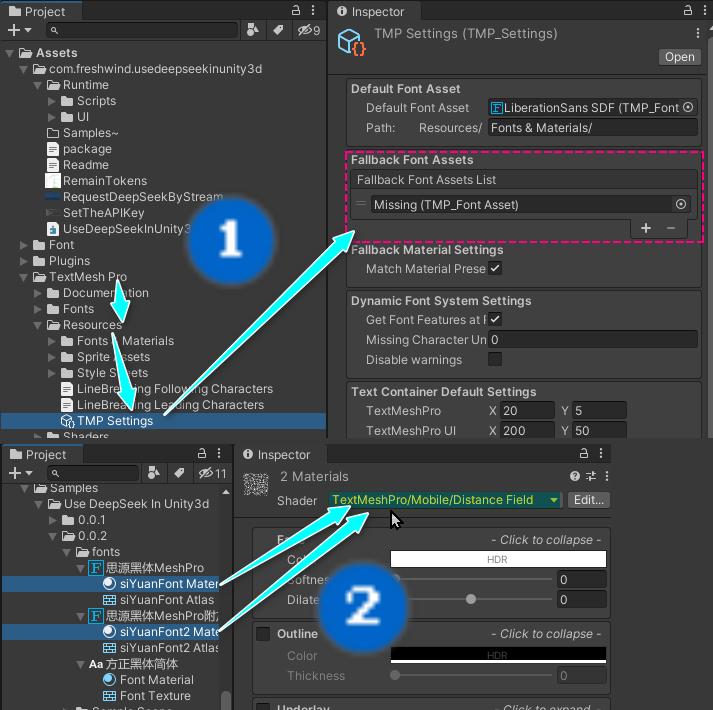 Project
9
Assets
com.freshwind.usedeepseekinunity3d
Runtime
Scripts
UI
Samples~
package
Readme
RemainTokens
RequestDeepSeekByStream
SetTheAPIKey
UseDeepSeekInUnity3
Font
Plugins
TextMesh Pro
Documentation
Fonts
Resources
Fonts & Materials
Sprite Assets
Style Sheets
LineBreaking Following Characters
LineBreaking Leading Characters
TMP Settings
Shaders
1
Inspector
TMP Settings (TMP_Settings)
Open
Default Font Asset
Default Font Asset
LiberationSans SDF (TMP_Font
Path: Resources/
Fonts & Materials/
Fallback Font Assets
Fallback Font Assets List
Missing (TMP_Font Asset)
Fallback Material Settings
Match Material Prese
Dynamic Font System Settings
Get Font Features at
Missing Character Un
0
Disable warnings
Text Container Default Settings
TextMeshPro X 20 Y 5
TextMeshPro UI X 200 Y 50
Project
11
Samples
Use DeepSeek In Unity3d
0.0.1
0.0.2
fonts
思源黑体MeshPro
siYuanFont Mater
siYuanFont Atlas
思源黑体MeshPro附
siYuanFont2 Mate
siYuanFont2 Atlas
Aa 方正黑体简体
Font Material
Font Texture
Inspector
2 Materials
Shader TextMeshPro/Mobile/Distance Field Edit...
- Click to collapse -
HDR
Softnes 0
Dilate 0
2
Outline - Click to collapse -
Color HDR
Thickness 0
Underlay - Click to expand -